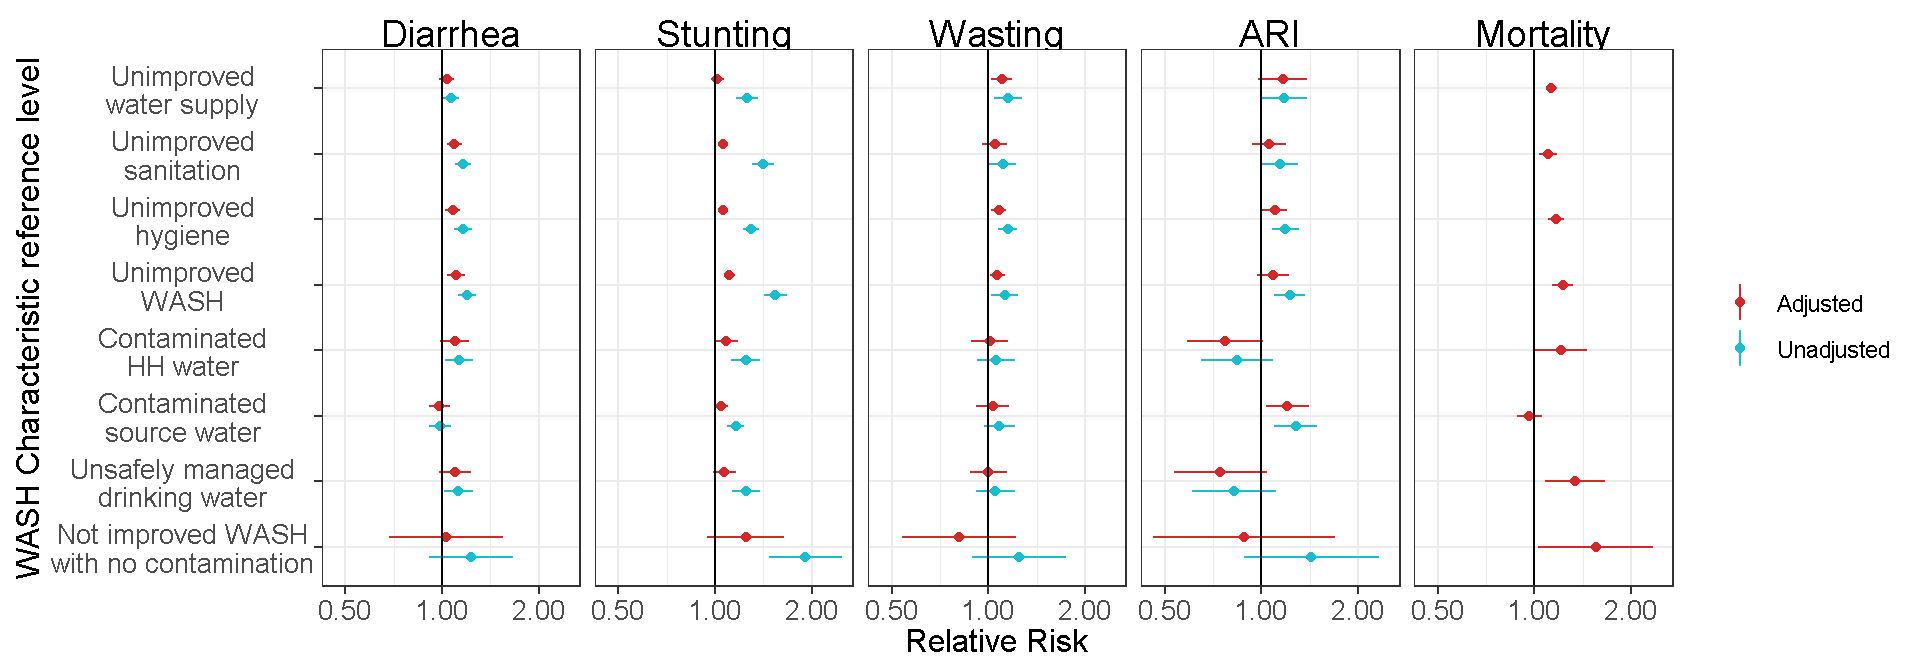 Diarrhea Stunting Wasting ARI Mortality
WASH Characteristic reference level
Unimproved
water supply
Unimproved
sanitation
Unimproved
hygiene
Unimproved
WASH
Contaminated
HH water
Contaminated
source water
Unsafely managed
drinking water
Not improved WASH
with no contamination
Adjusted
Unadjusted
0.50 1.00 2.00 0.50 1.00 2.00 0.50 1.00 2.00 0.50 1.00 2.00 0.50 1.00 2.00
Relative Risk